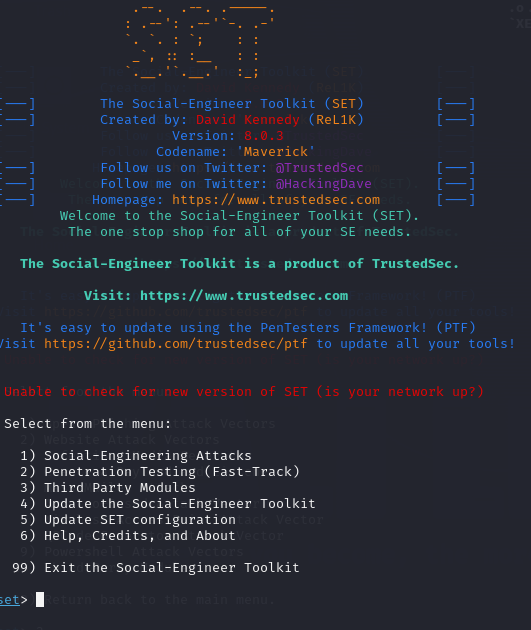 [---] The Social-Engineer Toolkit (SET) [---]
[---] Created by: David Kennedy (ReL1K) [---]
Version: 8.0.3
Codename: 'Maverick'
[---] Follow us on Twitter: @TrustedSec [---]
[---] Follow me on Twitter: @HackingDave [---]
[---] Homepage: https://www.trustedsec.com [---]
Welcome to the Social-Engineer Toolkit (SET).
The one stop shop for all of your SE needs.
The Social-Engineer Toolkit is a product of TrustedSec.
Visit: https://www.trustedsec.com
It's easy to update using the PenTesters Framework! (PTF)
Visit https://github.com/trustedsec/ptf to update all your tools!
Unable to check for new version of SET (is your network up?)
Select from the menu:
1) Social-Engineering Attacks
2) Penetration Testing (Fast-Track)
3) Third Party Modules
4) Update the Social-Engineer Toolkit
5) Update SET configuration
6) Help, Credits, and About
99) Exit the Social-Engineer Toolkit
set> Return back to the main menu.